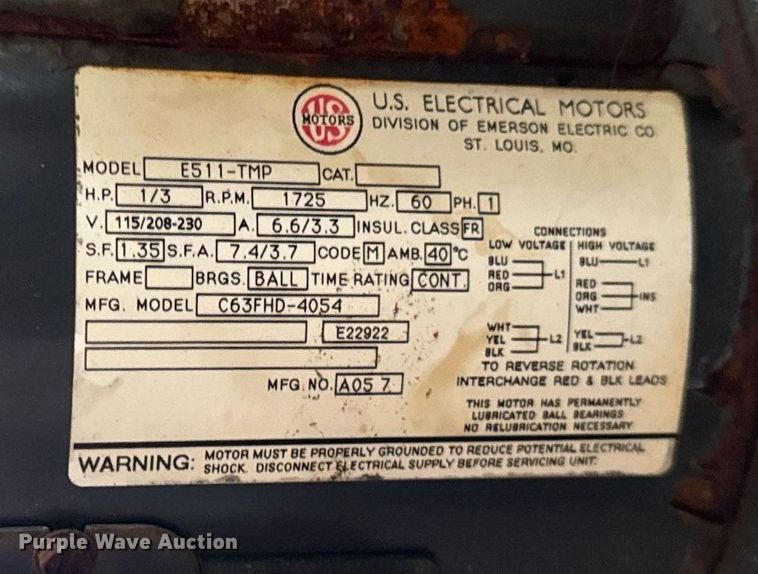 US MOTORS
U.S. ELECTRICAL MOTORS
DIVISION OF EMERSON ELECTRIC CO.
ST. LOUIS, MO.
MODEL E511-TMP CAT.
H.P. 1/3 R.P.M. 1725 HZ. 60 PH. 1
V. 115/208-230 A. 6.6/3.3 INSUL. CLASS FR
S.F. 1.35 S.F.A. 7.4/3.7 CODE M AMB. 40 °C
FRAME BRGS. BALL TIME RATING CONT.
MFG. MODEL C63FHD-4054
E22922
MFG. NO. A05 7
CONNECTIONS
LOW VOLTAGE HIGH VOLTAGE
BLU BLU L1
RED L1 RED
ORG ORG INS
WHT
WHT YEL L2
YEL L2 BLK
BLK
TO REVERSE ROTATION
INTERCHANGE RED & BLK LEADS
THIS MOTOR HAS PERMANENTLY
LUBRICATED BALL BEARINGS
NO RELUBRICATION NECESSARY
WARNING: MOTOR MUST BE PROPERLY GROUNDED TO REDUCE POTENTIAL ELECTRICAL
SHOCK. DISCONNECT ELECTRICAL SUPPLY BEFORE SERVICING UNIT.
Purple Wave Auction